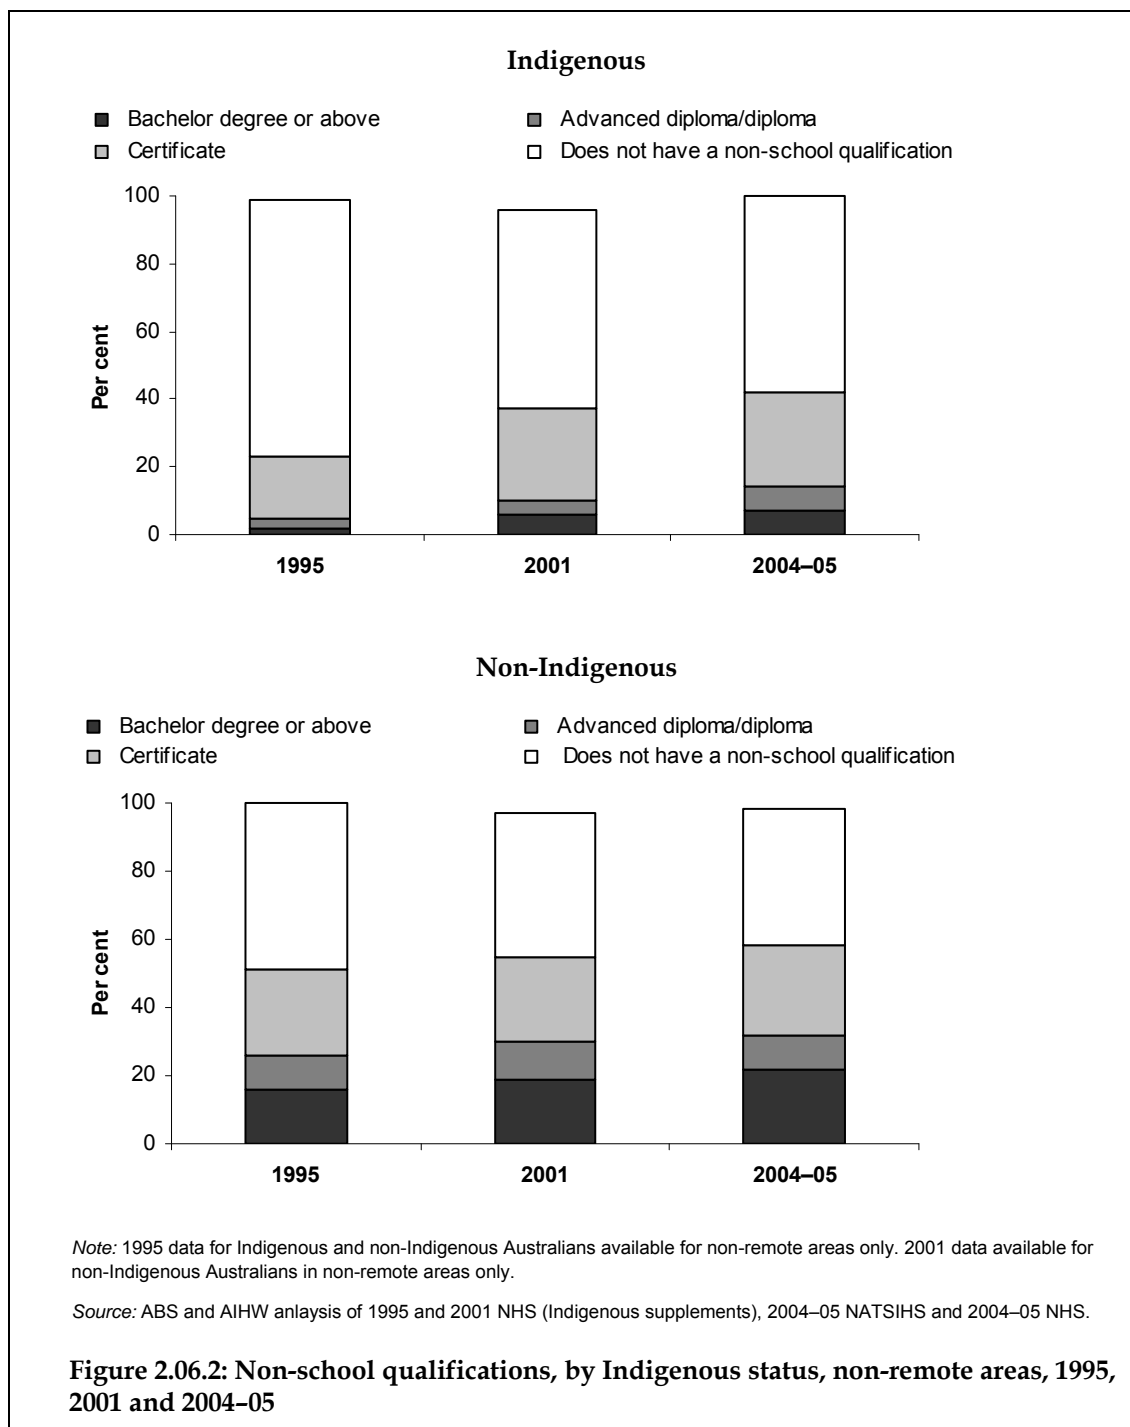 Indigenous
Bachelor degree or above
Advanced diploma/diploma
Certificate
Does not have a non-school qualification
100
80
60
40
20
0
Per cent
1995
2001
2004–05
Non-Indigenous
Bachelor degree or above
Advanced diploma/diploma
Certificate
Does not have a non-school qualification
100
80
60
40
20
0
Per cent
1995
2001
2004–05
Note: 1995 data for Indigenous and non-Indigenous Australians available for non-remote areas only. 2001 data available for
non-Indigenous Australians in non-remote areas only.
Source: ABS and AIHW anlaysis of 1995 and 2001 NHS (Indigenous supplements), 2004–05 NATSIHS and 2004–05 NHS.
Figure 2.06.2: Non-school qualifications, by Indigenous status, non-remote areas, 1995,
2001 and 2004–05